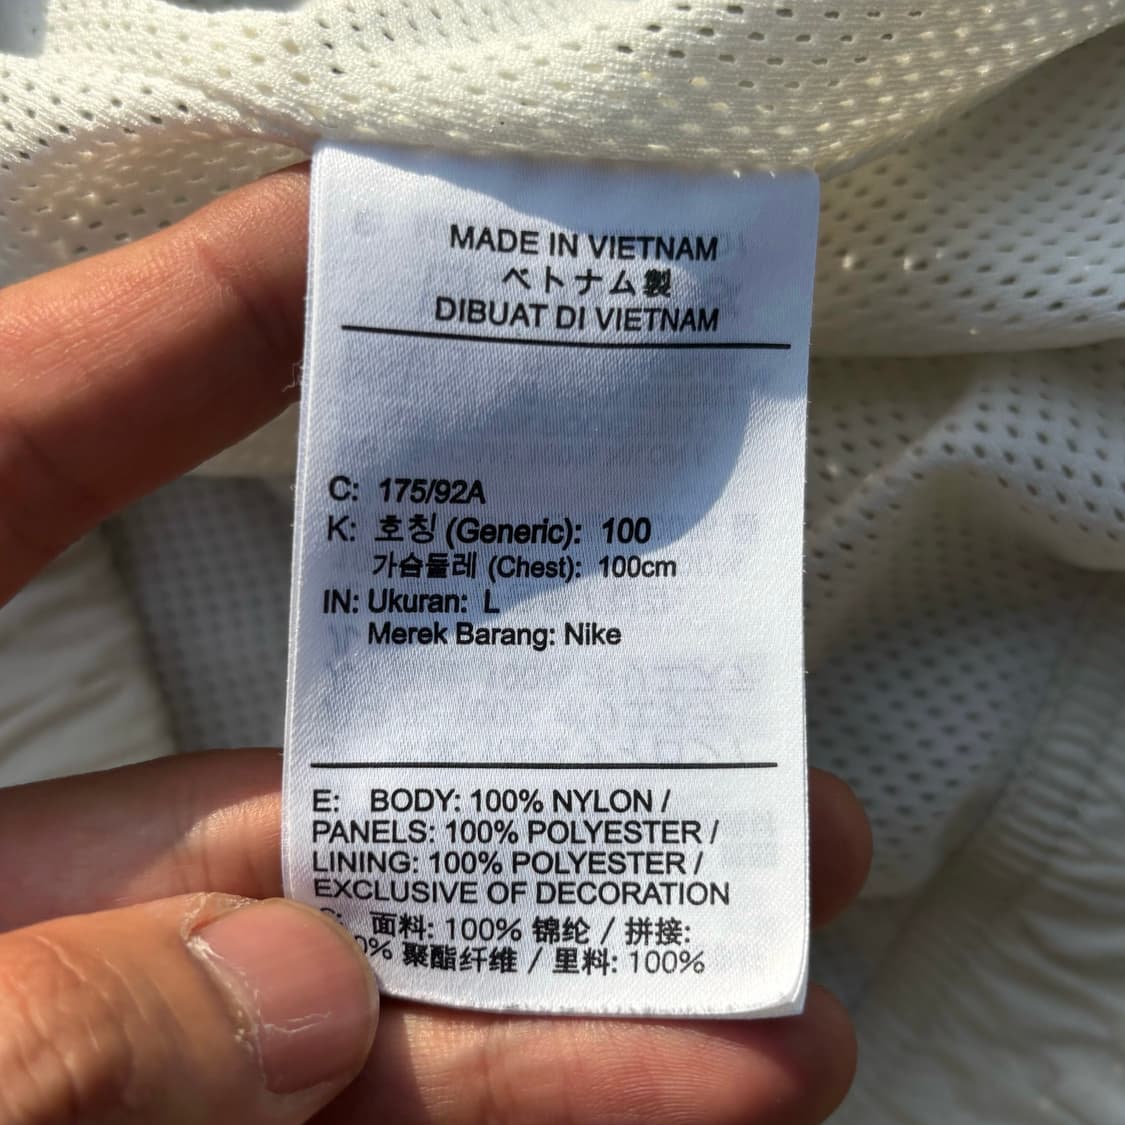 MADE IN VIETNAM
ベトナム製
DIBUAT DI VIETNAM
C: 175/92A
K: 호칭 (Generic): 100
가슴둘레 (Chest): 100cm
IN: Ukuran: L
Merek Barang: Nike
E: BODY: 100% NYLON /
PANELS: 100% POLYESTER /
LINING: 100% POLYESTER /
EXCLUSIVE OF DECORATION
面料: 100% 锦纶 / 拼接:
聚酯纤维 / 里料: 100%